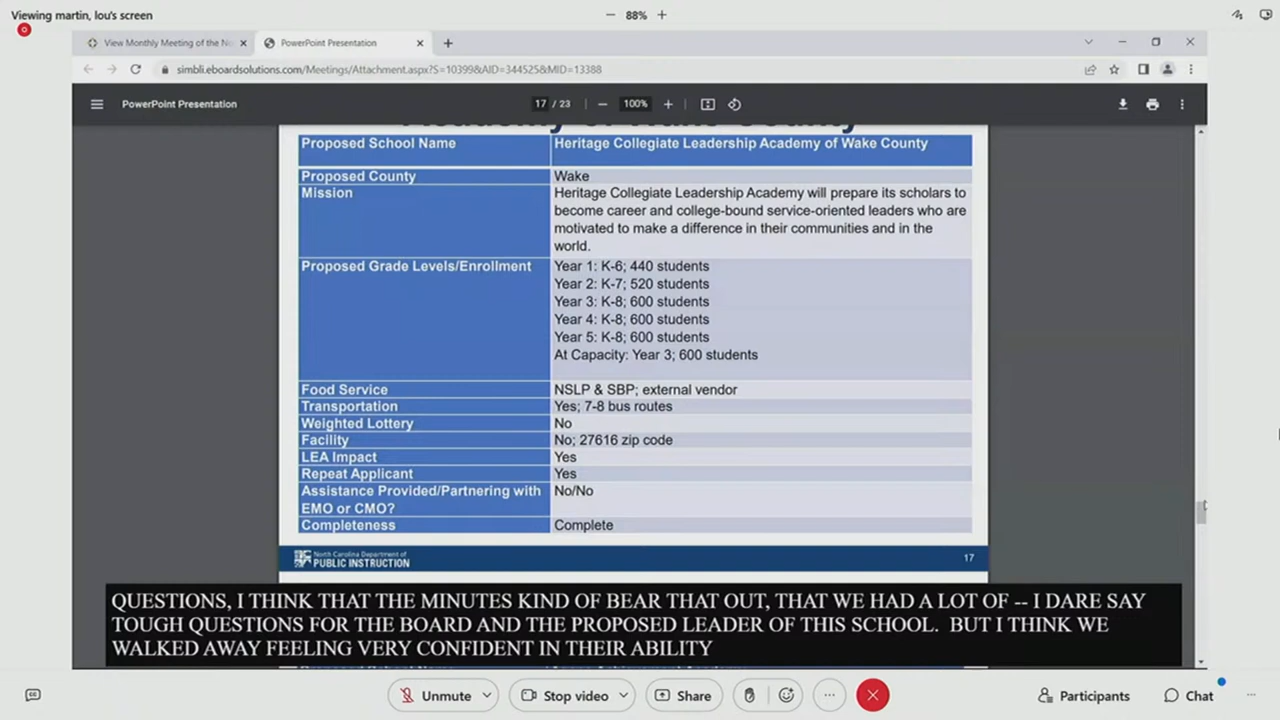 Viewing martin, lou's screen
88%
View Monthly Meeting of the No
PowerPoint Presentation
simbli.eboardsolutions.com/Meetings/Attachment.aspx?S=10399&AID=344525&MID=13388
PowerPoint Presentation
17 / 23
100%
Academy of Wake County
Proposed School Name
Heritage Collegiate Leadership Academy of Wake County
Proposed County
Wake
Mission
Heritage Collegiate Leadership Academy will prepare its scholars to
become career and college-bound service-oriented leaders who are
motivated to make a difference in their communities and in the
world.
Proposed Grade Levels/Enrollment
Year 1: K-6; 440 students
Year 2: K-7; 520 students
Year 3: K-8; 600 students
Year 4: K-8; 600 students
Year 5: K-8; 600 students
At Capacity: Year 3; 600 students
Food Service
NSLP & SBP; external vendor
Transportation
Yes; 7-8 bus routes
Weighted Lottery
No
Facility
No; 27616 zip code
LEA Impact
Yes
Repeat Applicant
Yes
Assistance Provided/Partnering with
EMO or CMO?
No/No
Completeness
Complete
North Carolina Department of
PUBLIC INSTRUCTION
17
QUESTIONS, I THINK THAT THE MINUTES KIND OF BEAR THAT OUT, THAT WE HAD A LOT OF -- I DARE SAY
TOUGH QUESTIONS FOR THE BOARD AND THE PROPOSED LEADER OF THIS SCHOOL.  BUT I THINK WE
WALKED AWAY FEELING VERY CONFIDENT IN THEIR ABILITY
Unmute
Stop video
Share
Participants
Chat